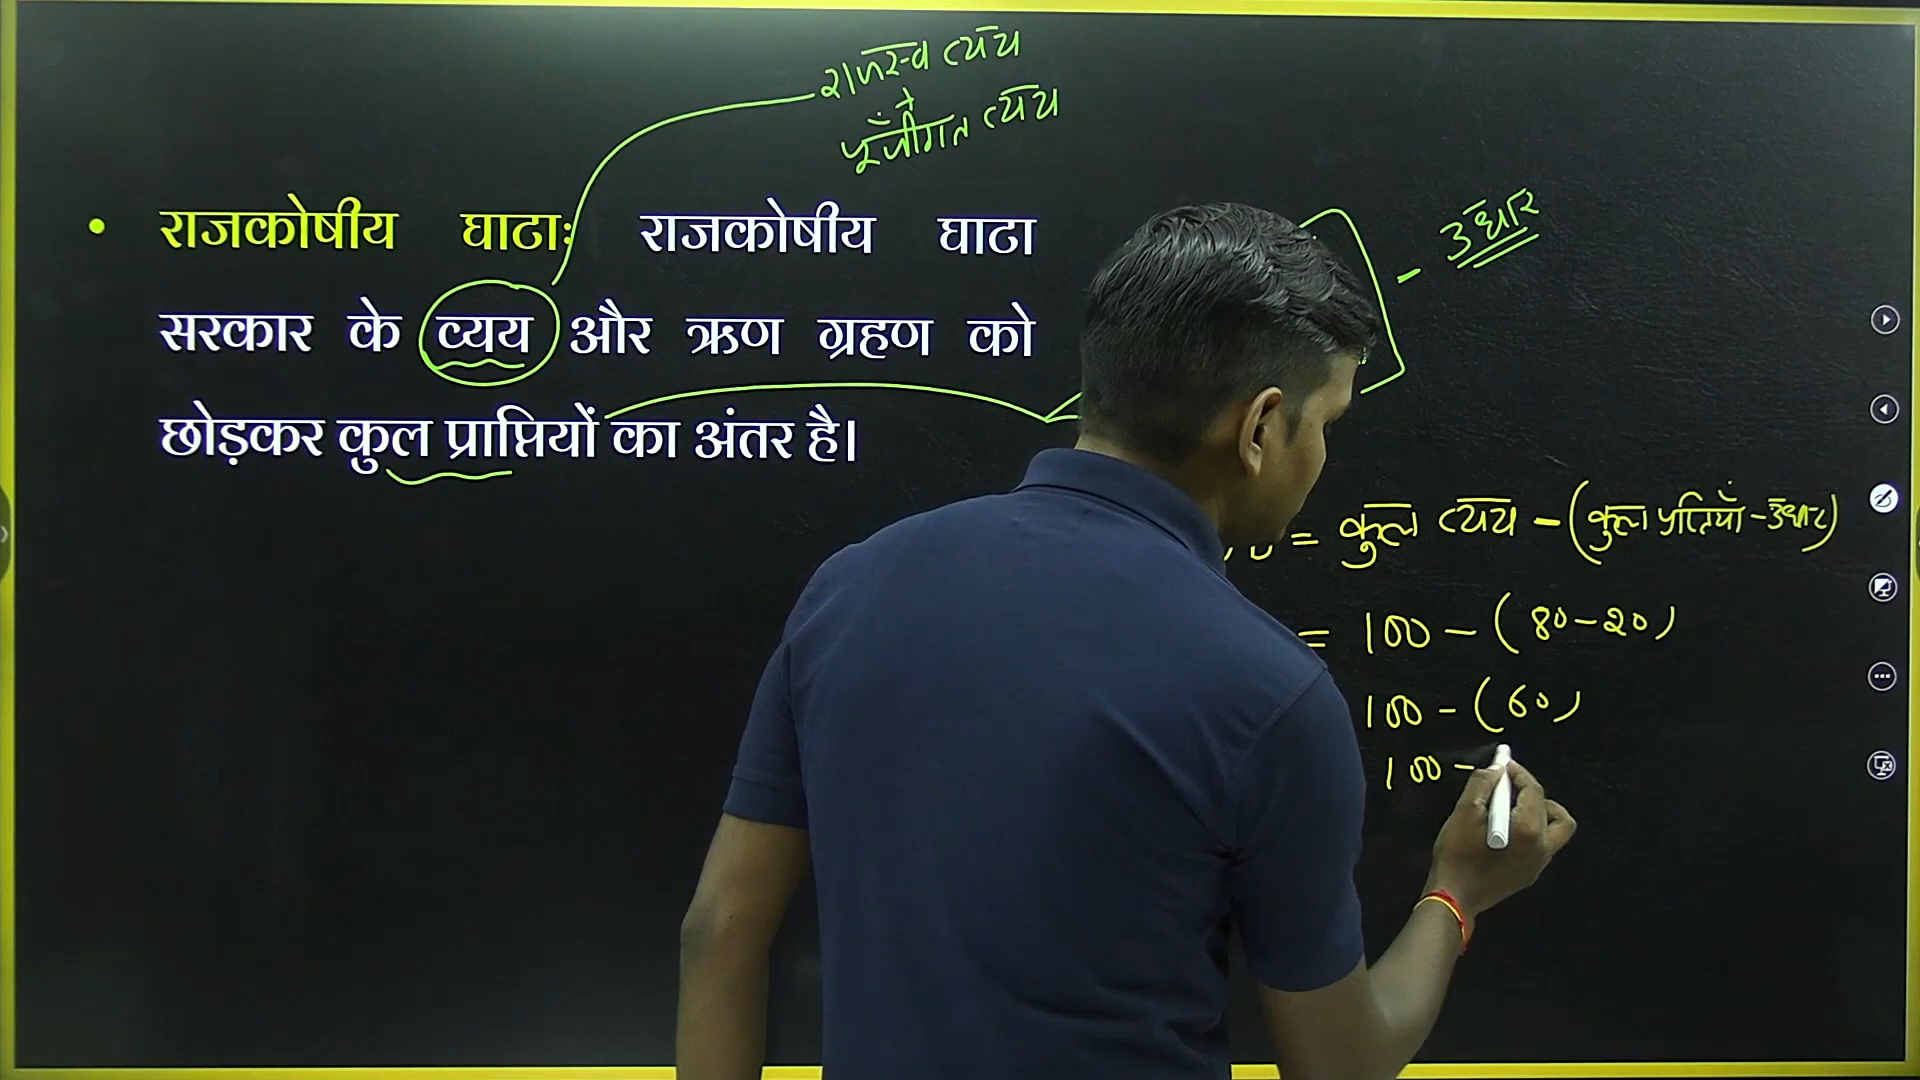 राजस्व व्यय
+
पूँजीगत व्यय
• राजकोषीय घाटाः राजकोषीय घाटा
सरकार के व्यय और ऋण ग्रहण को
छोड़कर कुल प्राप्तियों का अंतर है।
- उधार
= कुल व्यय - (कुल प्राप्तियाँ - उधार)
= 100 - (80-20)
100 - (60)
100 -